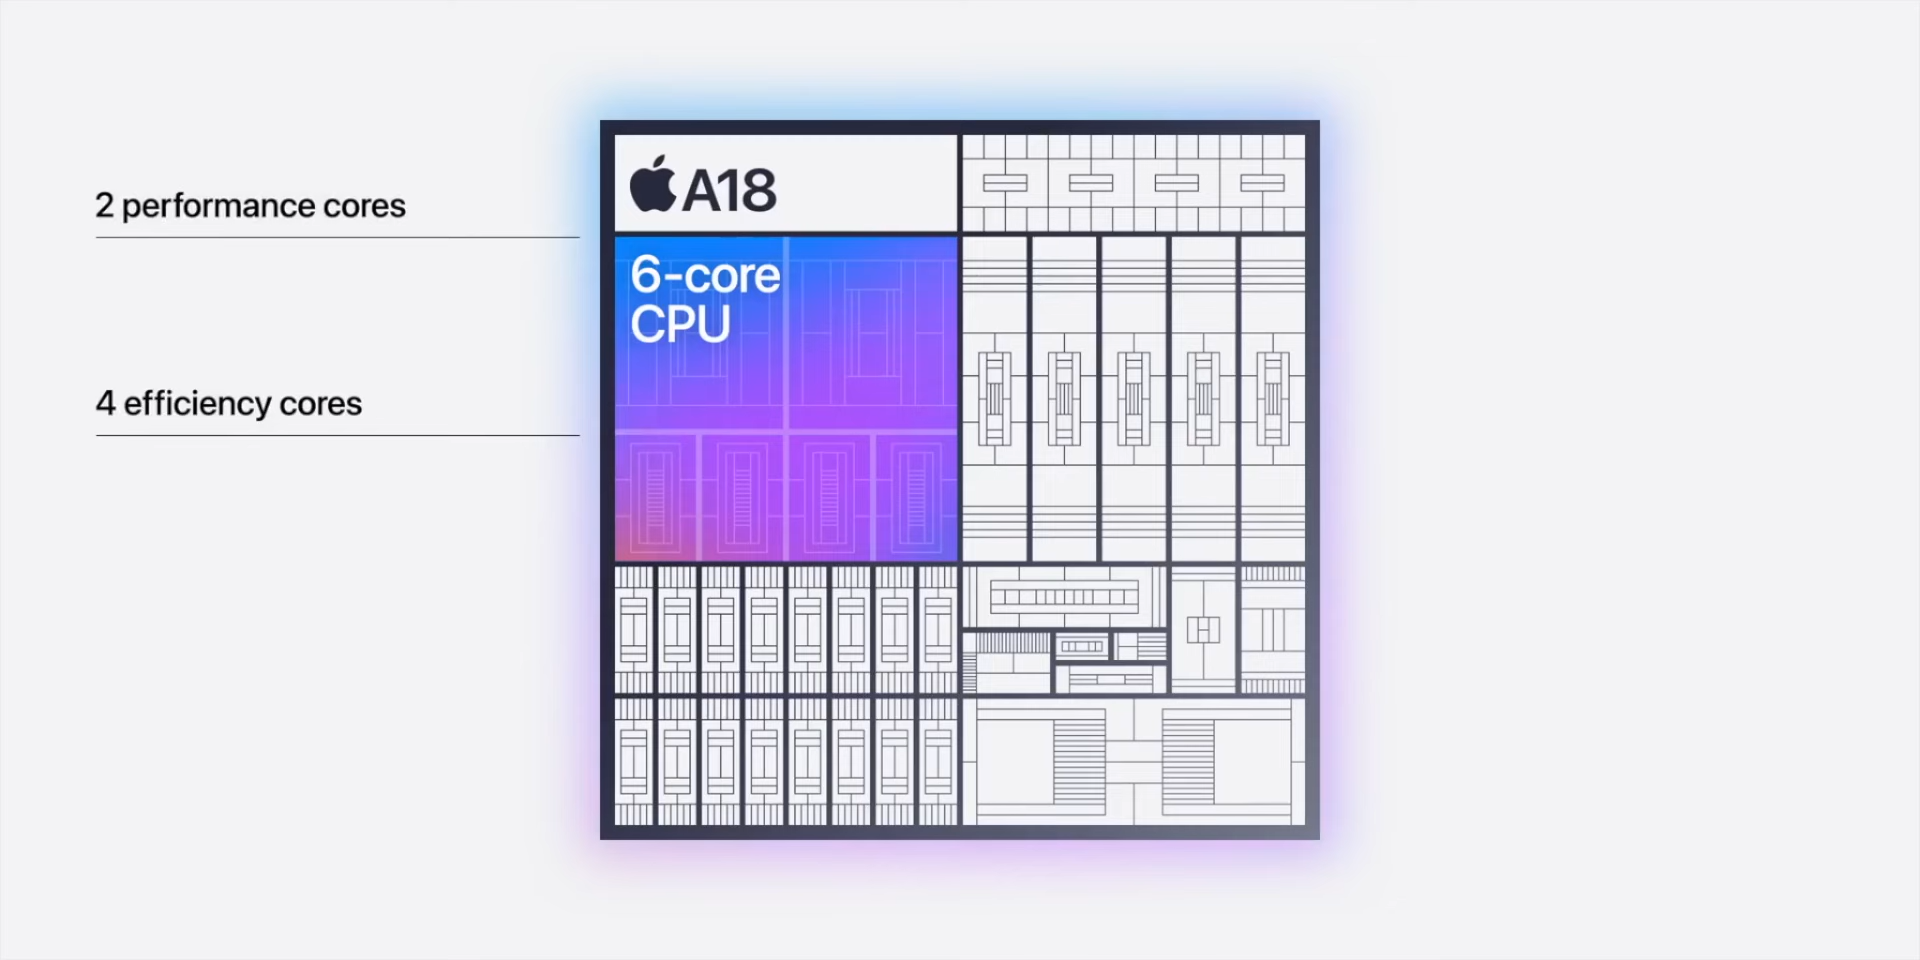 2 performance cores
4 efficiency cores
A18
6-core
CPU